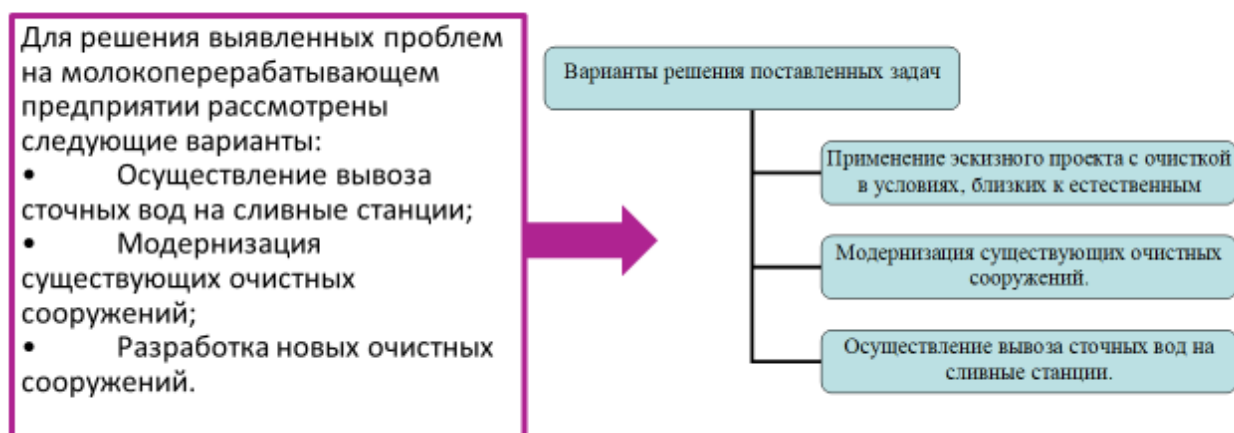 Для решения выявленных проблем
на молокоперерабатывающем
предприятии рассмотрены
следующие варианты:
• Осуществление вывоза
сточных вод на сливные станции;
• Модернизация
существующих очистных
сооружений;
• Разработка новых очистных
сооружений.
Варианты решения поставленных задач
Применение эскизного проекта с очисткой
в условиях, близких к естественным
Модернизация существующих очистных
сооружений.
Осуществление вывоза сточных вод на
сливные станции.